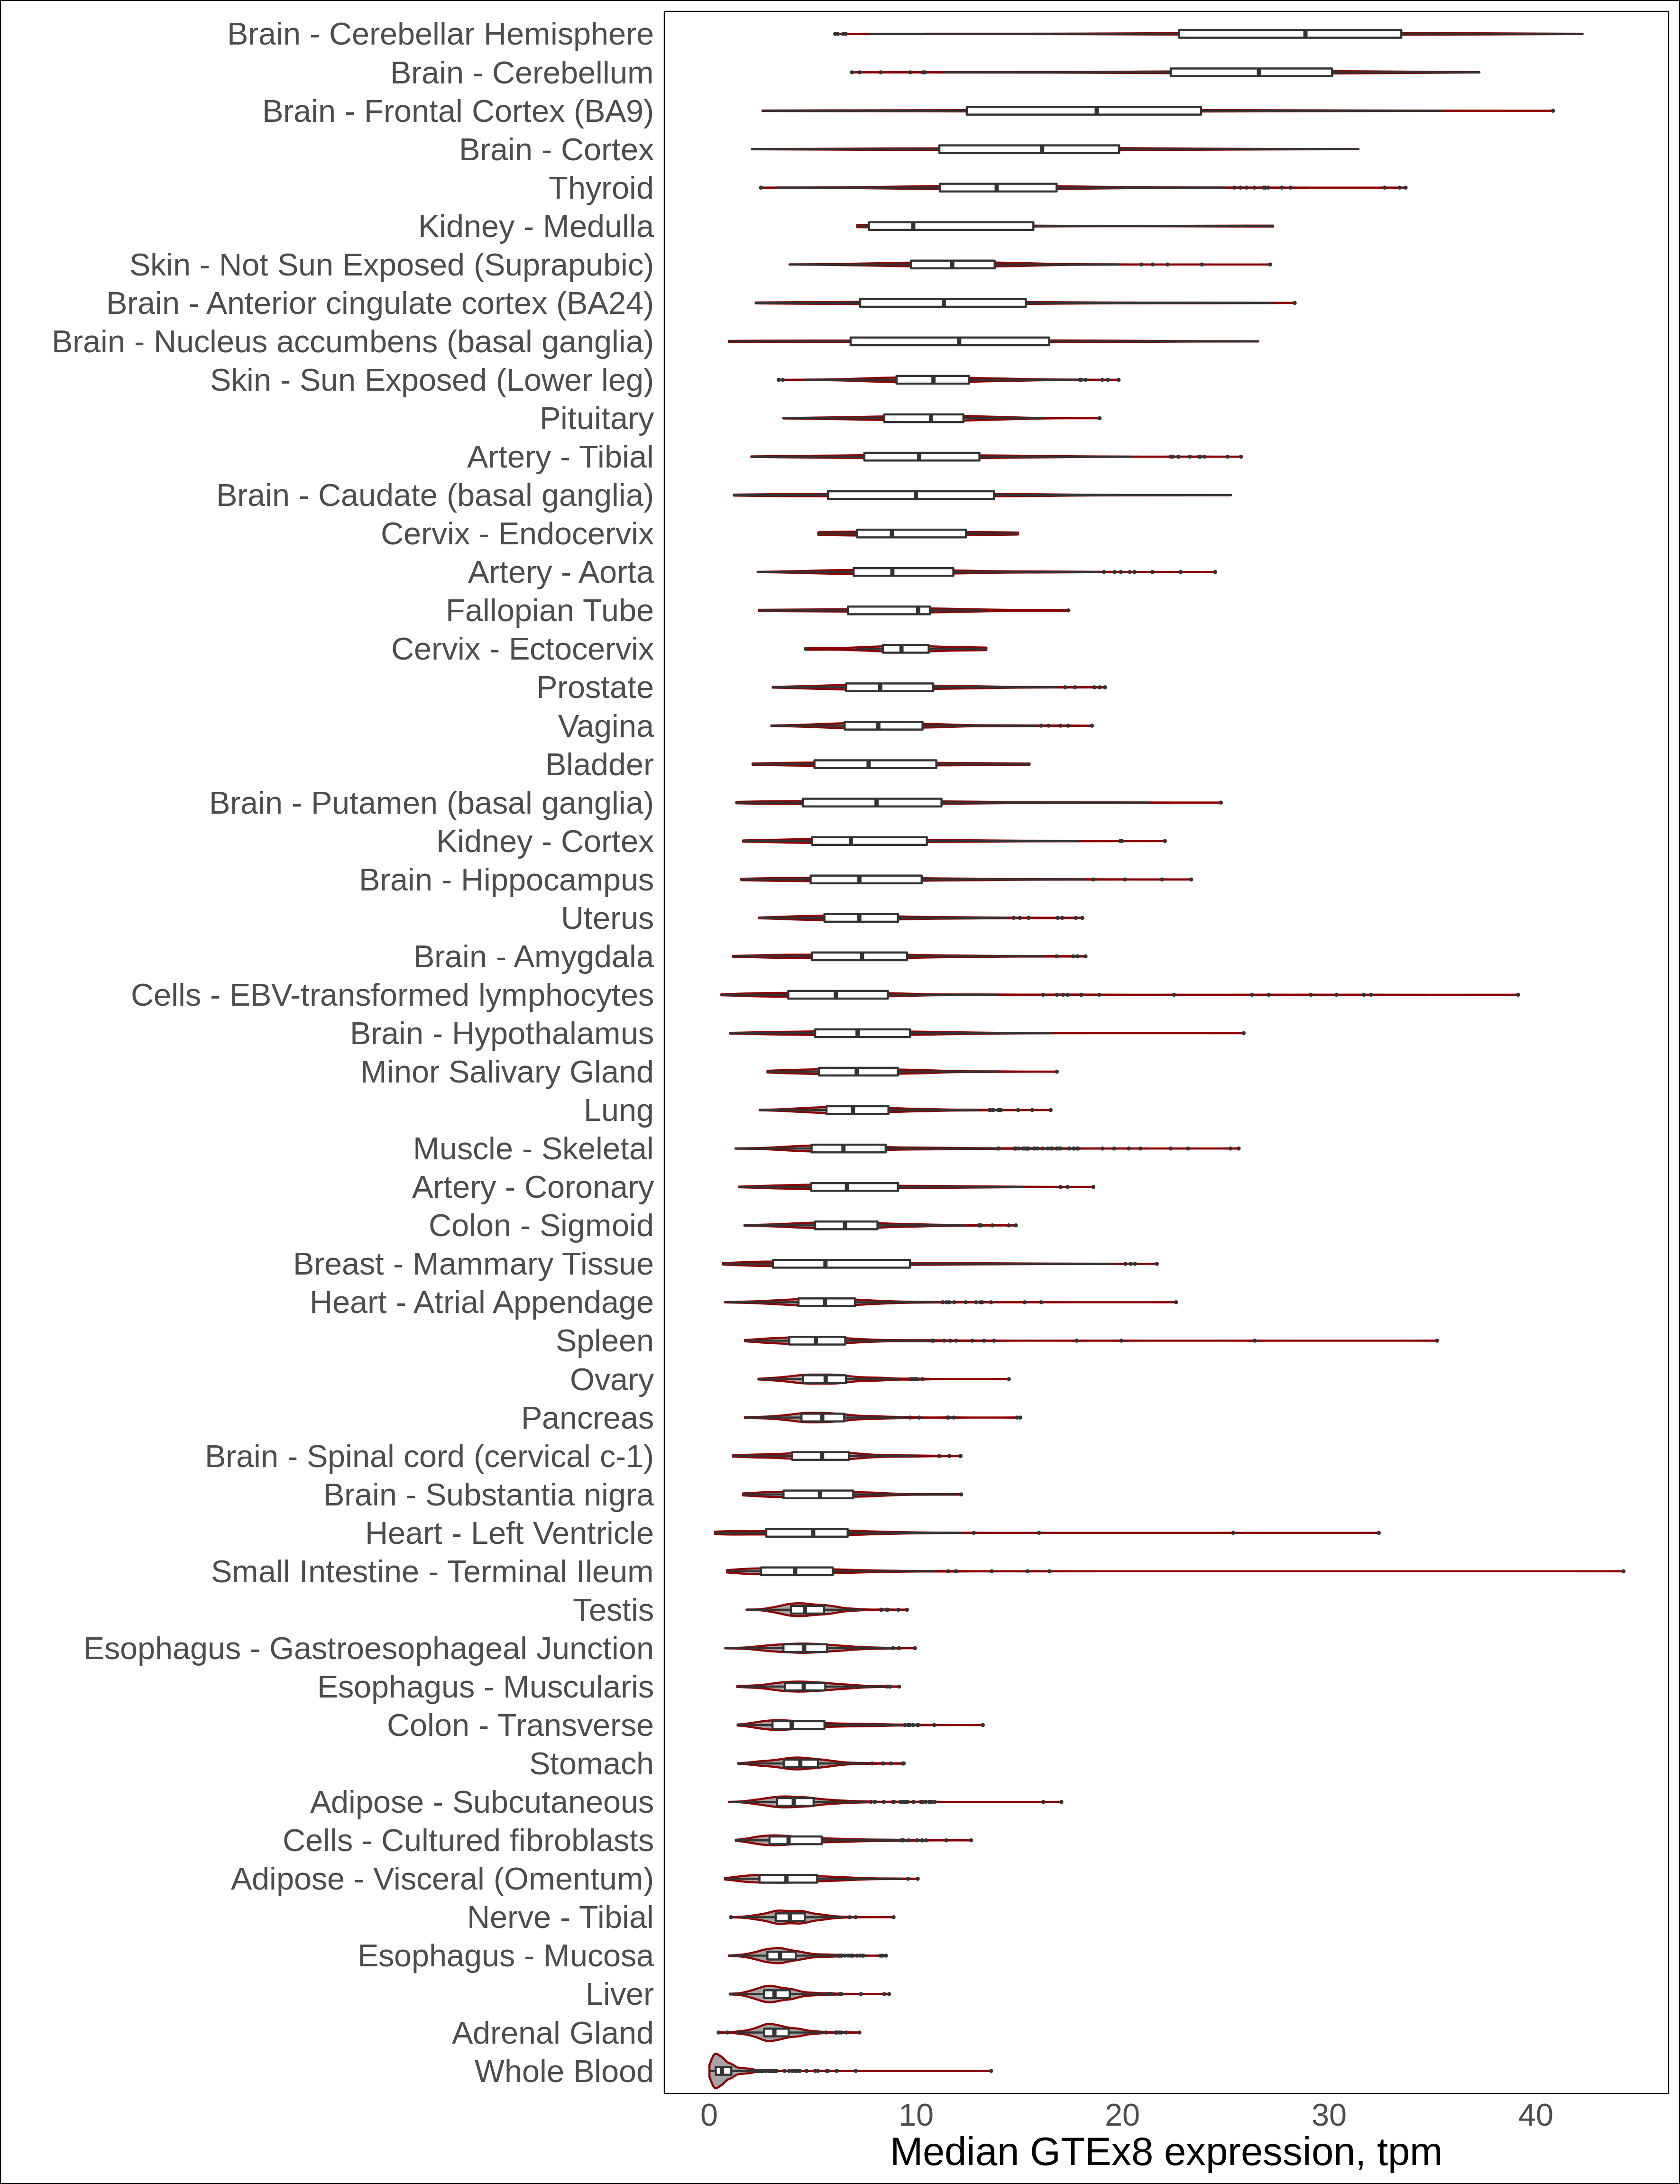 Brain - Cerebellar Hemisphere
Brain - Cerebellum
Brain - Frontal Cortex (BA9)
Brain - Cortex
Thyroid
Kidney - Medulla
Skin - Not Sun Exposed (Suprapubic)
Brain - Anterior cingulate cortex (BA24)
Brain - Nucleus accumbens (basal ganglia)
Skin - Sun Exposed (Lower leg)
Pituitary
Artery - Tibial
Brain - Caudate (basal ganglia)
Cervix - Endocervix
Artery - Aorta
Fallopian Tube
Cervix - Ectocervix
Prostate
Vagina
Bladder
Brain - Putamen (basal ganglia)
Kidney - Cortex
Brain - Hippocampus
Uterus
Brain - Amygdala
Cells - EBV-transformed lymphocytes
Brain - Hypothalamus
Minor Salivary Gland
Lung
Muscle - Skeletal
Artery - Coronary
Colon - Sigmoid
Breast - Mammary Tissue
Heart - Atrial Appendage
Spleen
Ovary
Pancreas
Brain - Spinal cord (cervical c-1)
Brain - Substantia nigra
Heart - Left Ventricle
Small Intestine - Terminal Ileum
Testis
Esophagus - Gastroesophageal Junction
Esophagus - Muscularis
Colon - Transverse
Stomach
Adipose - Subcutaneous
Cells - Cultured fibroblasts
Adipose - Visceral (Omentum)
Nerve - Tibial
Esophagus - Mucosa
Liver
Adrenal Gland
Whole Blood
0 10 20 30 40
Median GTEx8 expression, tpm